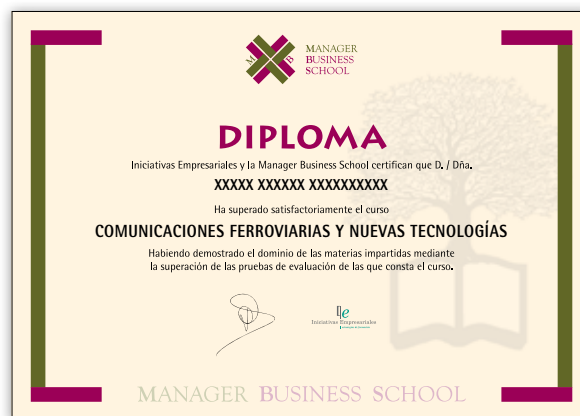 M B
MANAGER
BUSINESS
SCHOOL
DIPLOMA
Iniciativas Empresariales y la Manager Business School certifican que D. / Dña.
XXXXX XXXXXX XXXXXXXXXX
Ha superado satisfactoriamente el curso
COMUNICACIONES FERROVIARIAS Y NUEVAS TECNOLOGÍAS
Habiendo demostrado el dominio de las materias impartidas mediante
la superación de las pruebas de evaluación de las que consta el curso.
Iniciativas Empresariales
MANAGER BUSINESS SCHOOL